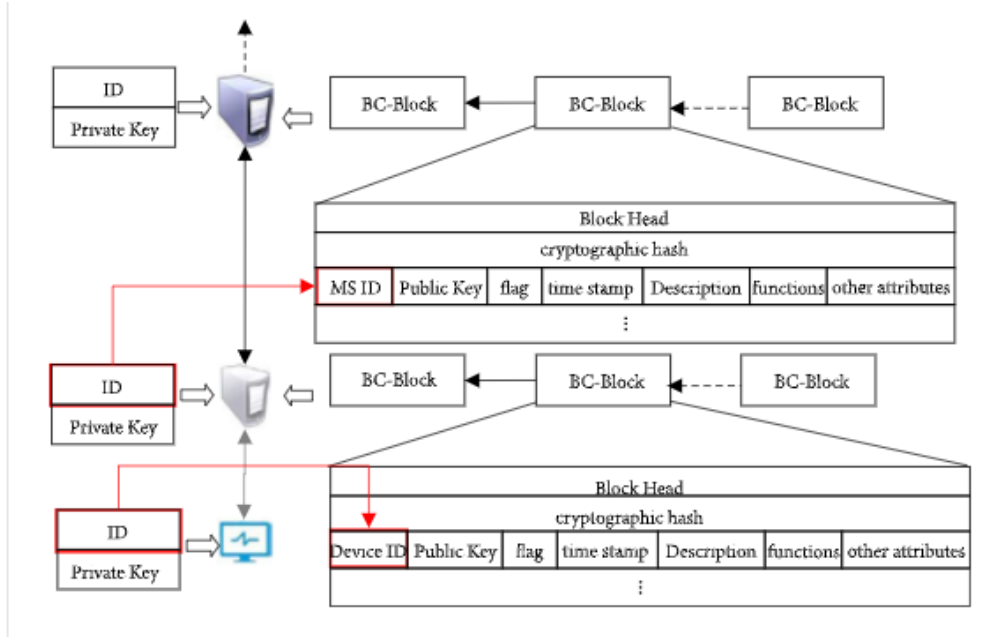 ID
Private Key
BC-Block
BC-Block
BC-Block
Block Head
cryptographic hash
MS ID Public Key flag time stamp Description functions other attributes
⋮
ID
Private Key
BC-Block
BC-Block
BC-Block
Block Head
cryptographic hash
Device ID Public Key flag time stamp Description functions other attributes
⋮
ID
Private Key